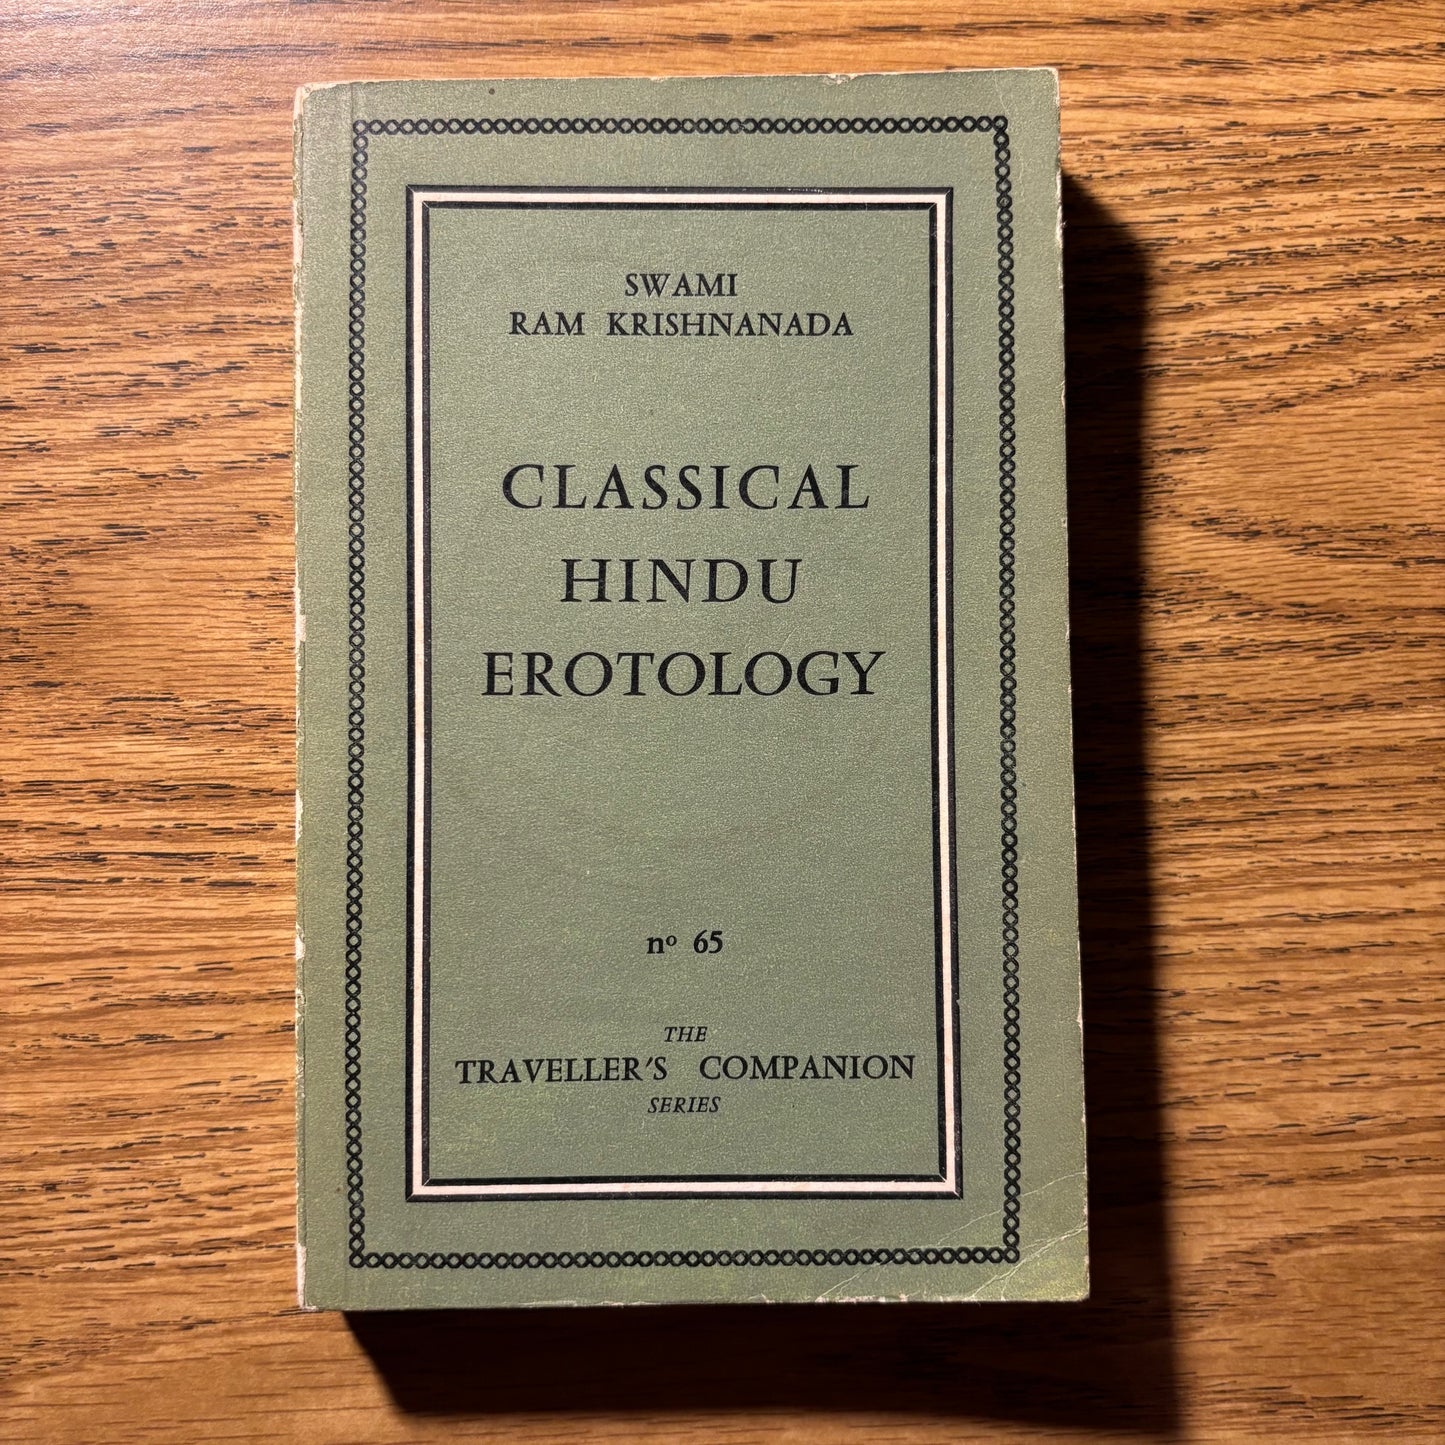 SWAMI
RAM KRISHNANADA
CLASSICAL
HINDU
EROTOLOGY
nº 65
THE
TRAVELLER'S COMPANION
SERIES